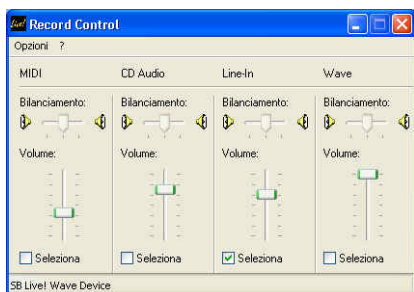 Live! Record Control
Opzioni ?
MIDI CD Audio Line-In Wave
Bilanciamento: Bilanciamento: Bilanciamento: Bilanciamento:
Volume: Volume: Volume: Volume:
Seleziona Seleziona Seleziona Seleziona
SB Live! Wave Device